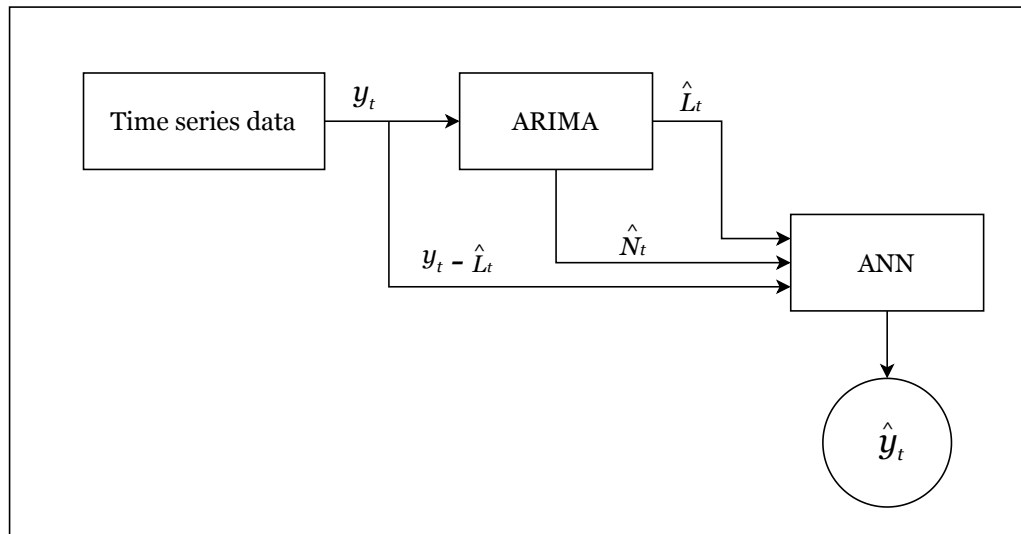 y_t
L̂_t
Time series data
ARIMA
N̂_t
y_t - L̂_t
ANN
ŷ_t